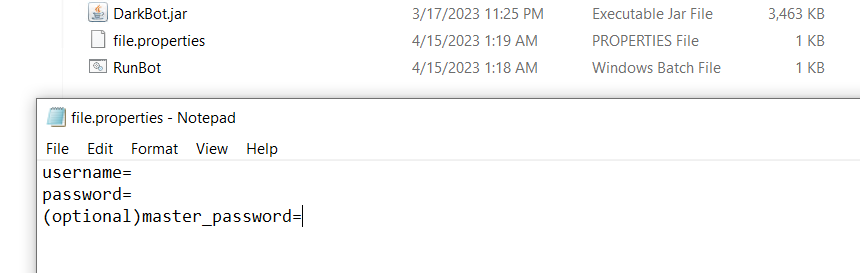 DarkBot.jar 3/17/2023 11:25 PM Executable Jar File 3,463 KB
file.properties 4/15/2023 1:19 AM PROPERTIES File 1 KB
RunBot 4/15/2023 1:18 AM Windows Batch File 1 KB
file.properties - Notepad
File Edit Format View Help
username=
password=
(optional)master_password=